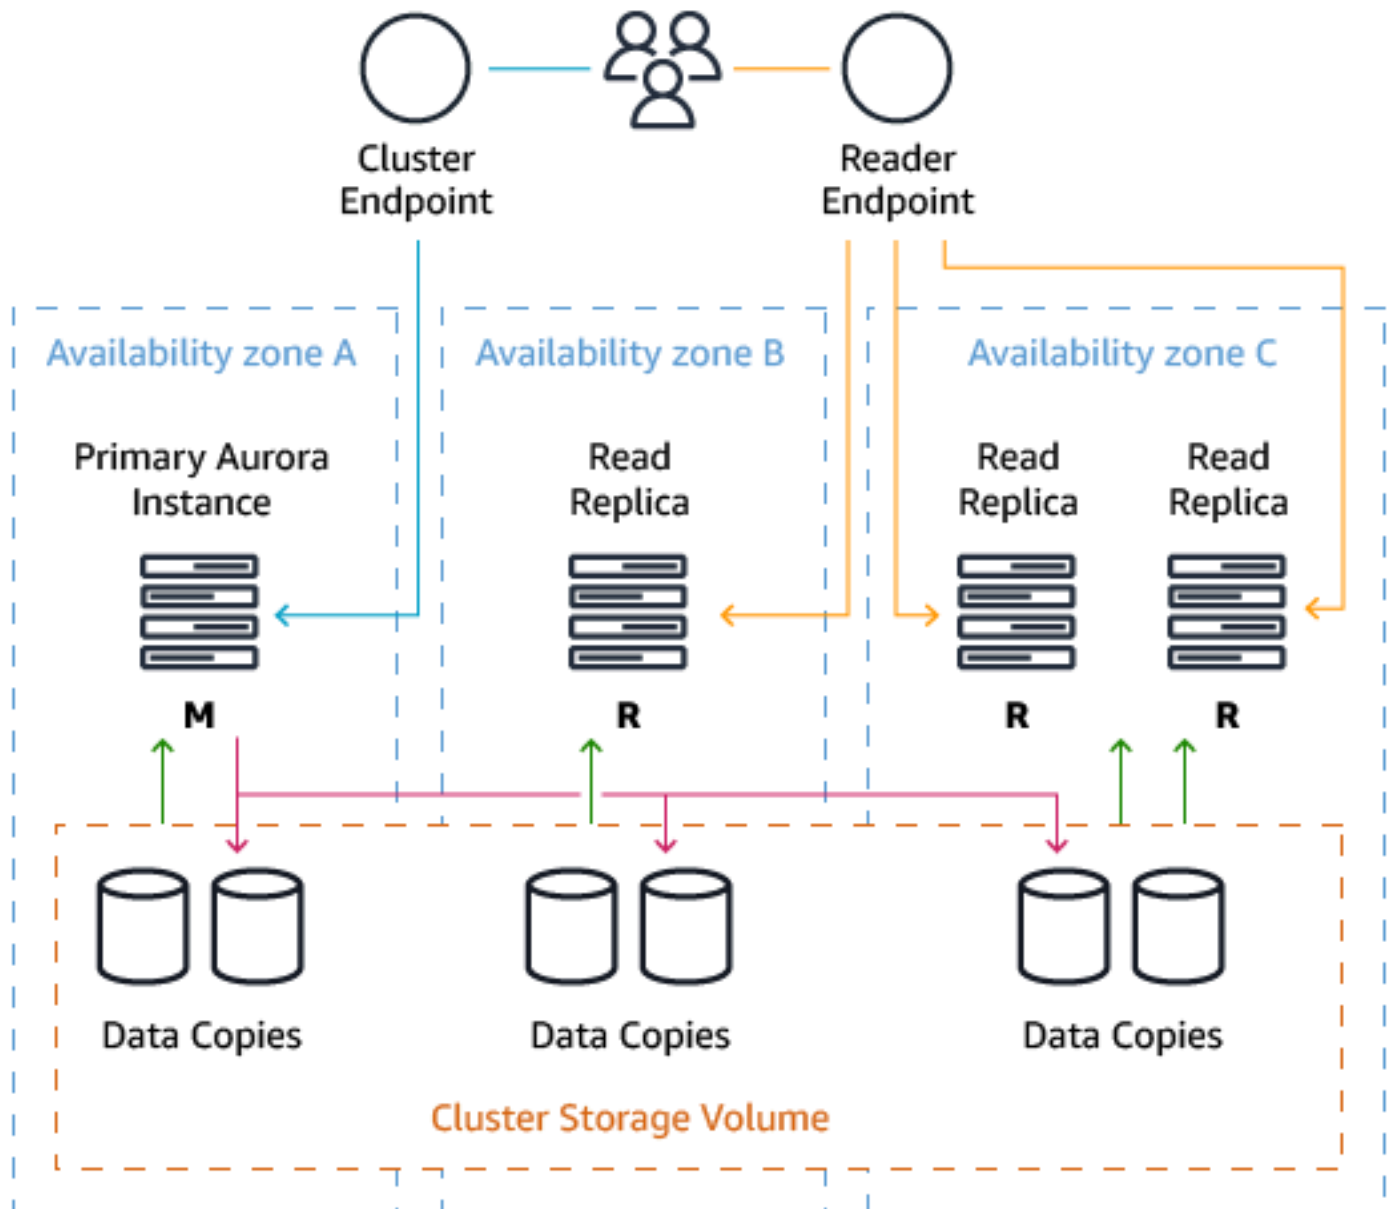 Cluster
Endpoint
Reader
Endpoint
Availability zone A
Availability zone B
Availability zone C
Primary Aurora
Instance
Read
Replica
Read
Replica
Read
Replica
M
R
R
R
Data Copies
Data Copies
Data Copies
Cluster Storage Volume